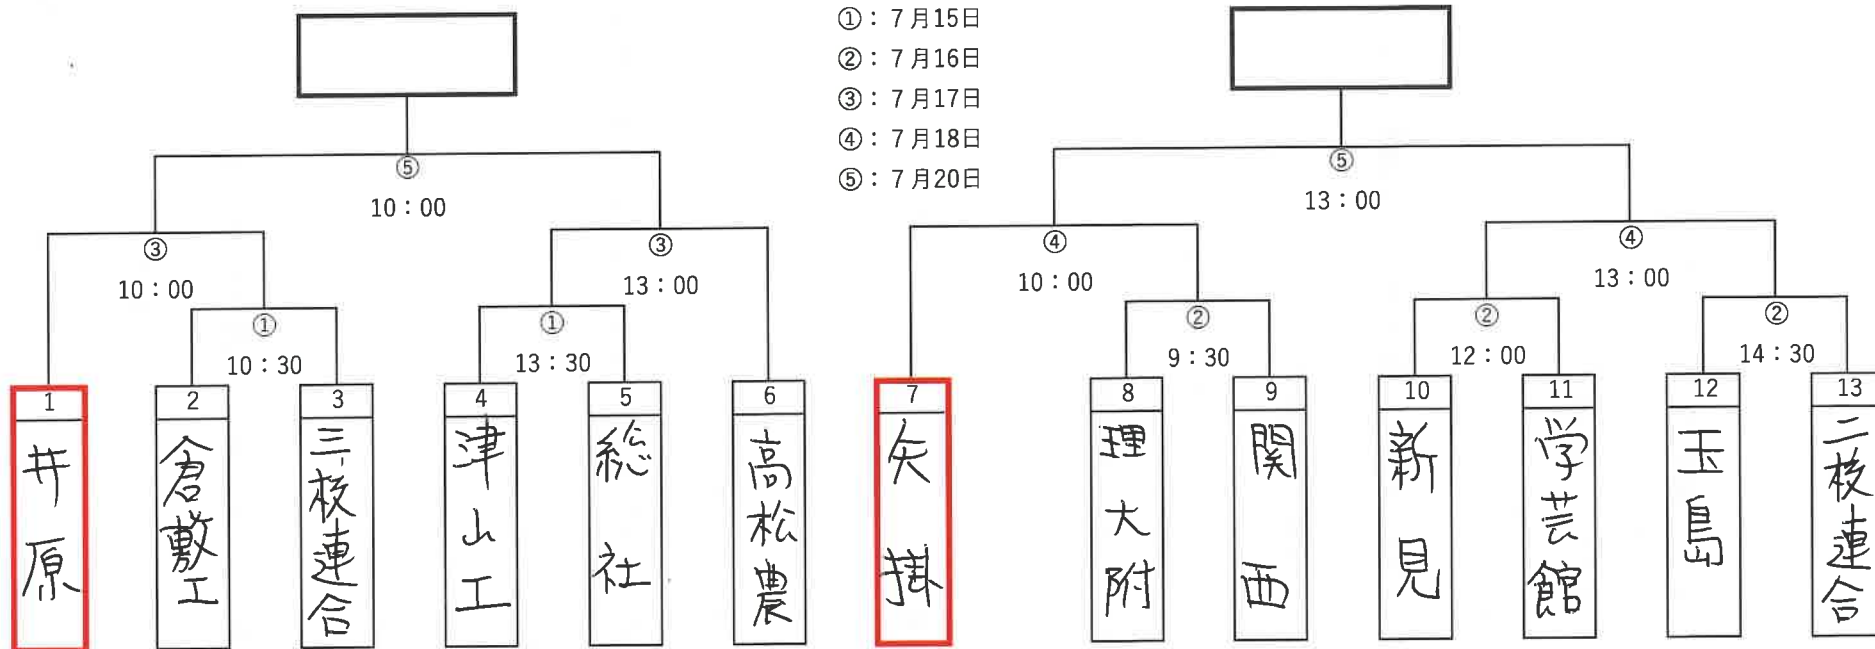 ①：7月15日
②：7月16日
③：7月17日
④：7月18日
⑤：7月20日
⑤
10：00
③
10：00
③
13：00
①
10：30
①
13：30
1
井原
2
倉敷工
3
三校連合
4
津山工
5
総社
6
高松農
⑤
13：00
④
10：00
④
13：00
②
9：30
②
12：00
②
14：30
7
矢掛
8
理大附
9
関西
10
新見
11
学芸館
12
玉島
13
二校連合